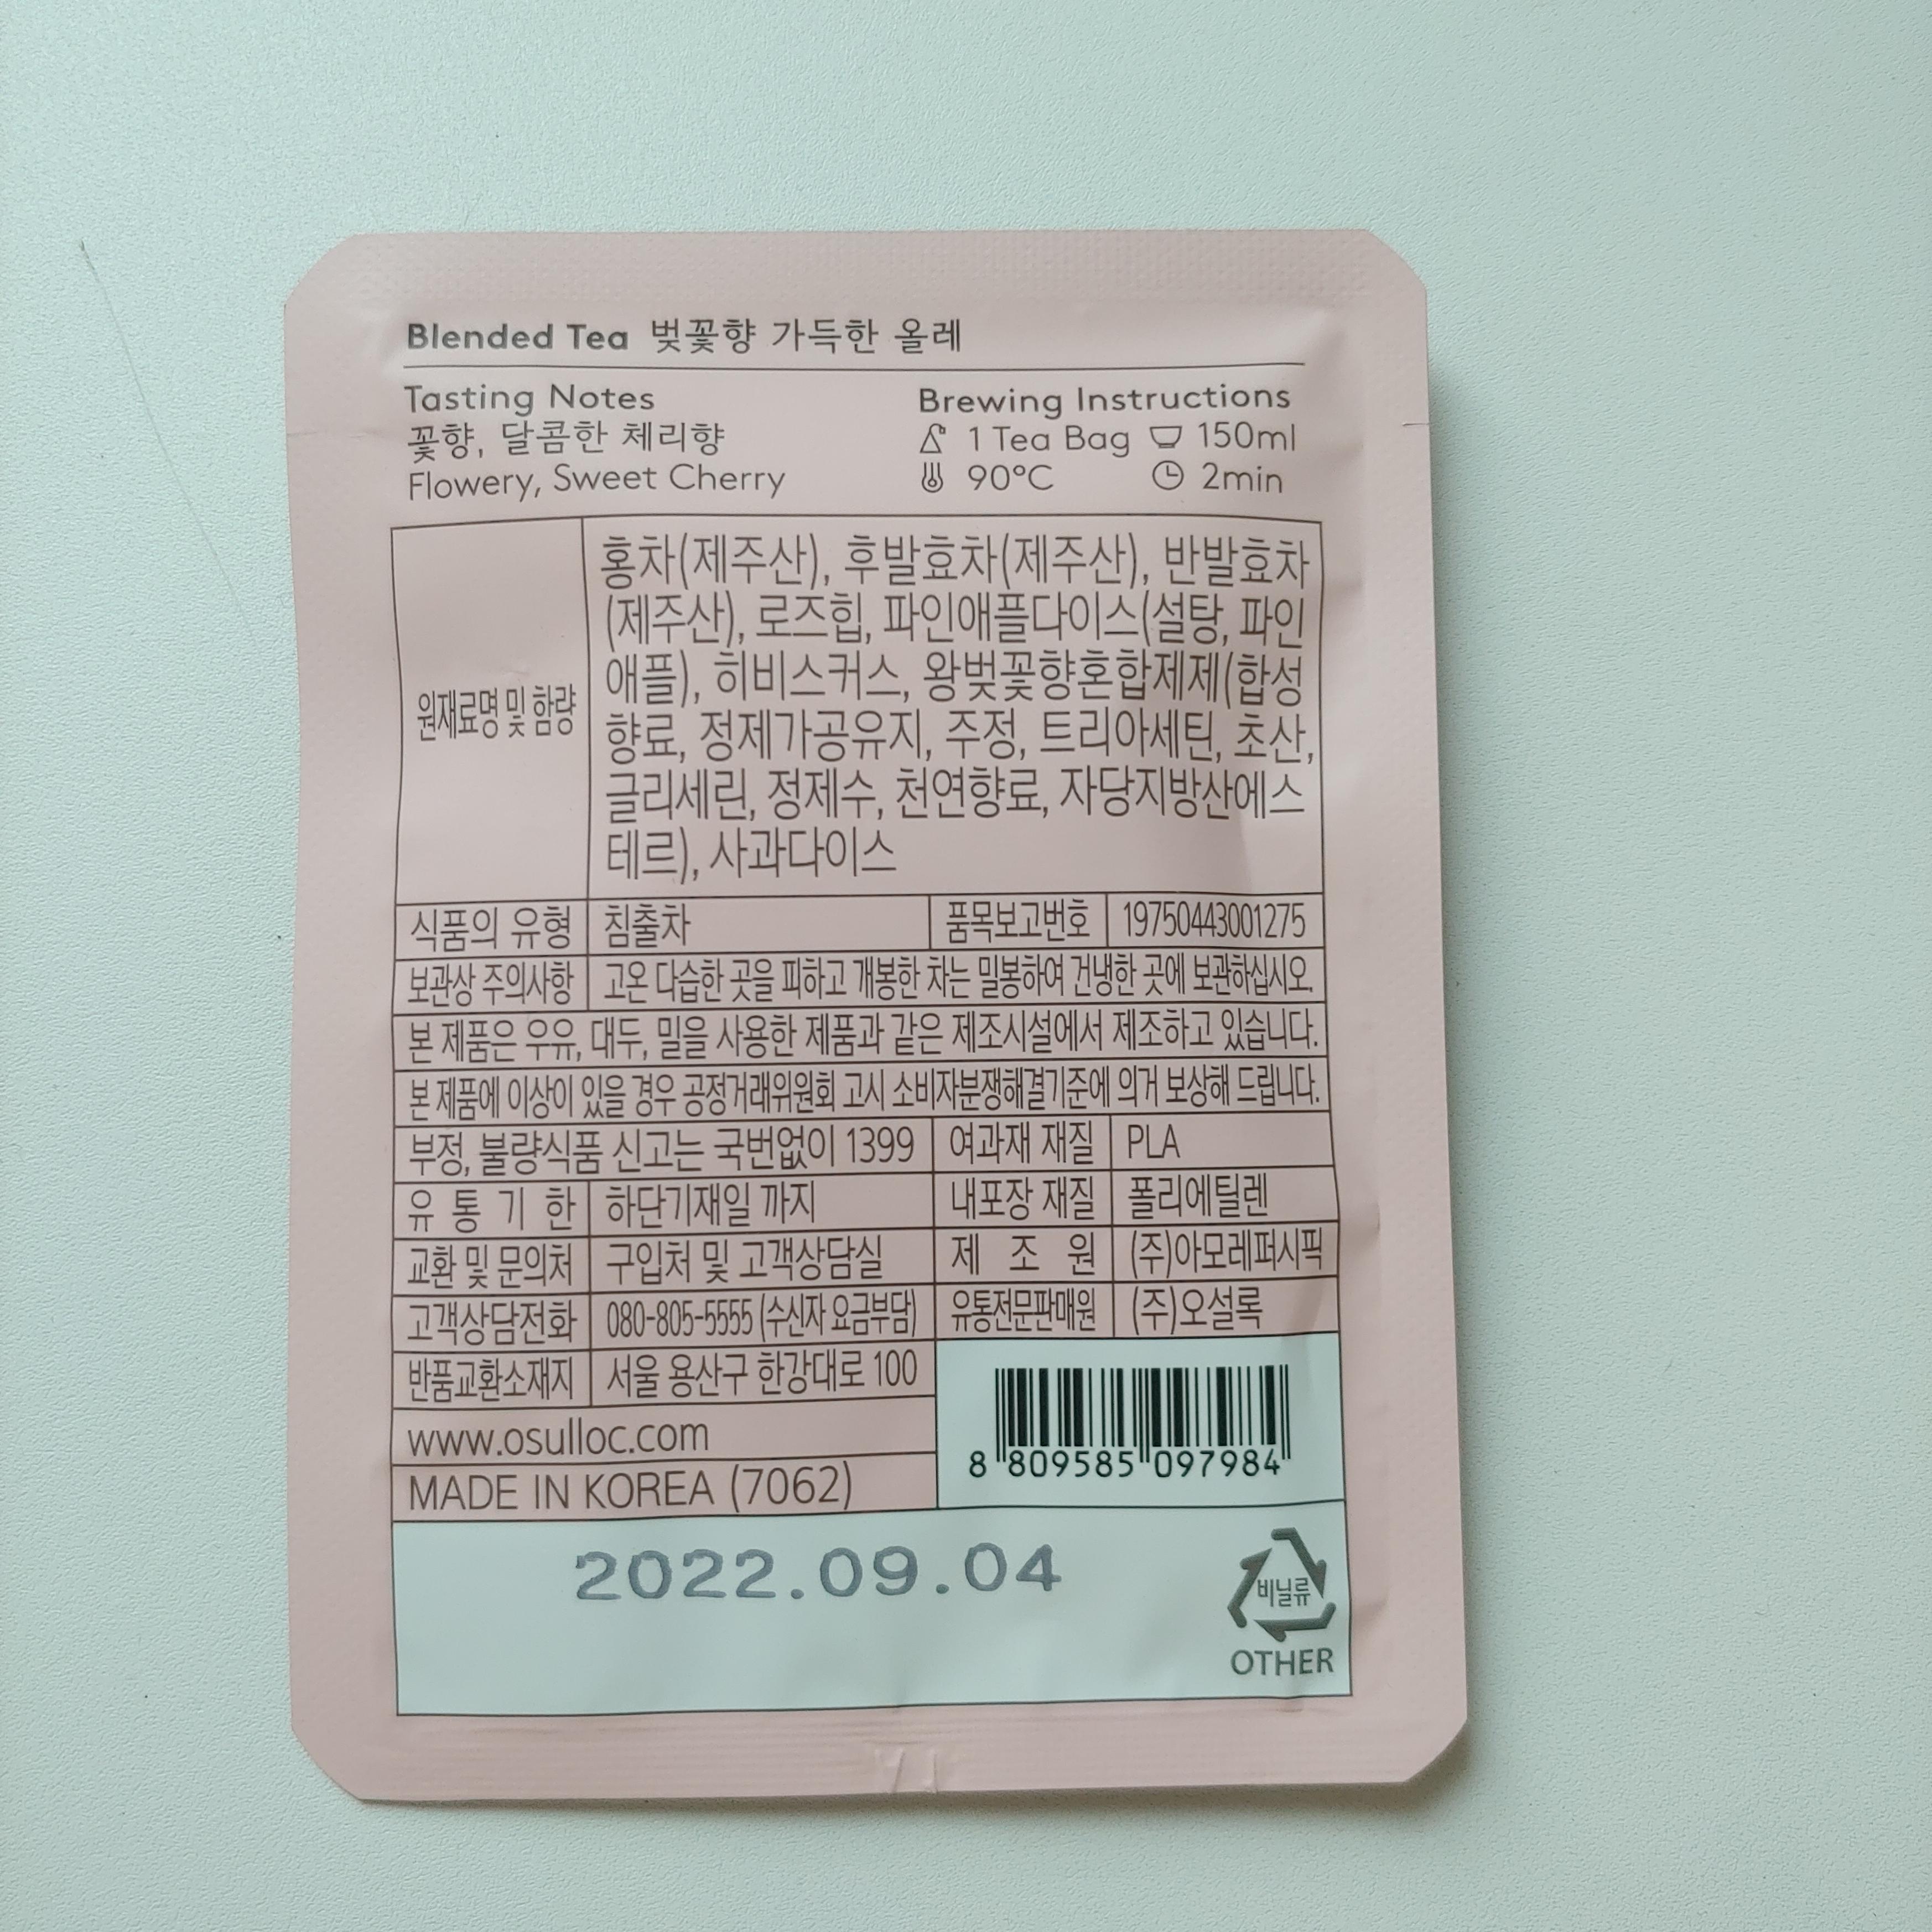 Blended Tea 벚꽃향 가득한 올레
Tasting Notes
꽃향, 달콤한 체리향
Flowery, Sweet Cherry
Brewing Instructions
1 Tea Bag 150ml
90°C 2min
원재료명 및 함량
홍차(제주산), 후발효차(제주산), 반발효차
(제주산), 로즈힙, 파인애플다이스(설탕, 파인
애플), 히비스커스, 왕벚꽃향혼합제제(합성
향료, 정제가공유지, 주정, 트리아세틴, 초산,
글리세린, 정제수, 천연향료, 자당지방산에스
테르), 사과다이스
식품의 유형 침출차 품목보고번호 19750443001275
보관상 주의사항 고온 다습한 곳을 피하고 개봉한 차는 밀봉하여 건냉한 곳에 보관하십시오.
본 제품은 우유, 대두, 밀을 사용한 제품과 같은 제조시설에서 제조하고 있습니다.
본 제품에 이상이 있을 경우 공정거래위원회 고시 소비자분쟁해결기준에 의거 보상해 드립니다.
부정, 불량식품 신고는 국번없이 1399 여과재 재질 PLA
유통기한 하단기재일 까지 내포장 재질 폴리에틸렌
교환 및 문의처 구입처 및 고객상담실 제조원 (주)아모레퍼시픽
고객상담전화 080-805-5555 (수신자 요금부담) 유통전문판매원 (주)오설록
반품교환소재지 서울 용산구 한강대로 100
www.osulloc.com
MADE IN KOREA (7062)
8 809585 097984
2022.09.04
비닐류
OTHER